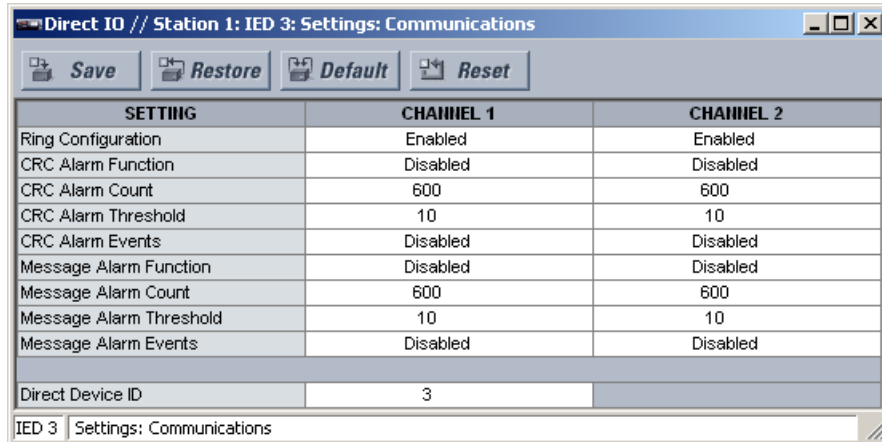 Direct IO // Station 1: IED 3: Settings: Communications
Save Restore Default Reset
SETTING CHANNEL 1 CHANNEL 2
Ring Configuration Enabled Enabled
CRC Alarm Function Disabled Disabled
CRC Alarm Count 600 600
CRC Alarm Threshold 10 10
CRC Alarm Events Disabled Disabled
Message Alarm Function Disabled Disabled
Message Alarm Count 600 600
Message Alarm Threshold 10 10
Message Alarm Events Disabled Disabled
Direct Device ID 3
IED 3 Settings: Communications